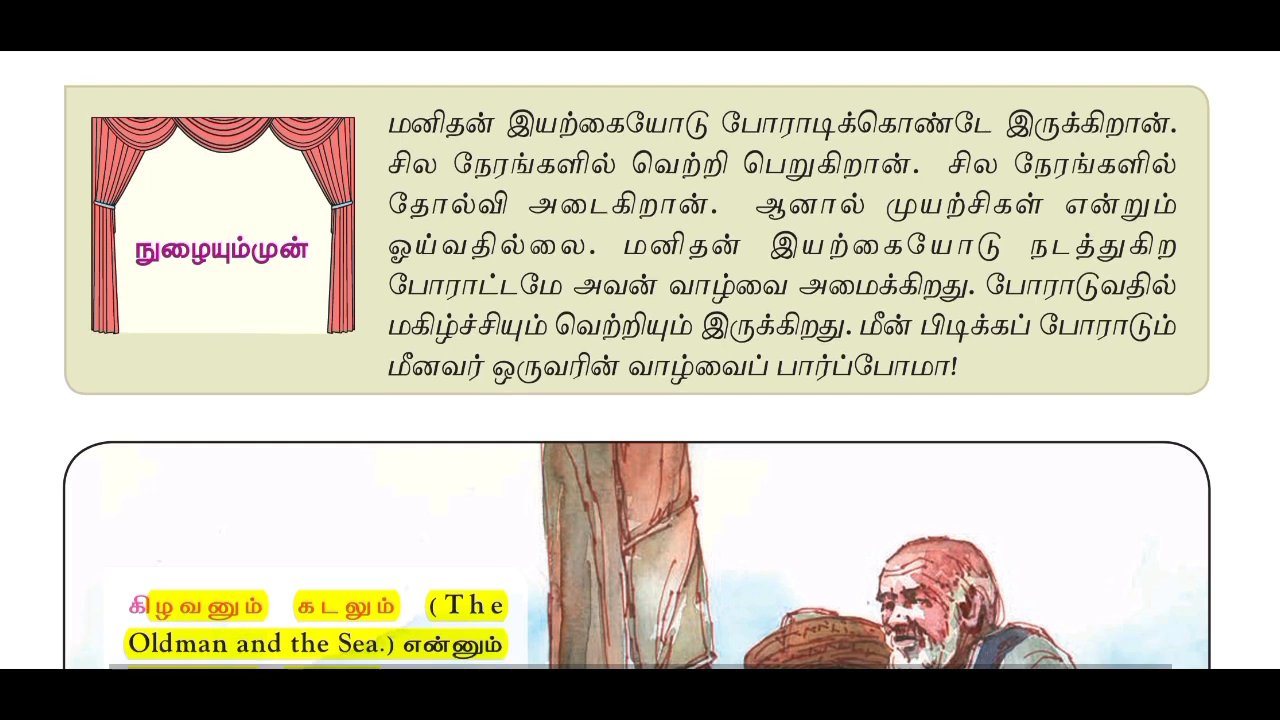 நுழையும்முன்
மனிதன் இயற்கையோடு போராடிக்கொண்டே இருக்கிறான்.
சில நேரங்களில் வெற்றி பெறுகிறான். சில நேரங்களில்
தோல்வி அடைகிறான். ஆனால் முயற்சிகள் என்றும்
ஓய்வதில்லை. மனிதன் இயற்கையோடு நடத்துகிற
போராட்டமே அவன் வாழ்வை அமைக்கிறது. போராடுவதில்
மகிழ்ச்சியும் வெற்றியும் இருக்கிறது. மீன் பிடிக்கப் போராடும்
மீனவர் ஒருவரின் வாழ்வைப் பார்ப்போமா!
கிழவனும் கடலும் (The
Oldman and the Sea.) என்னும்